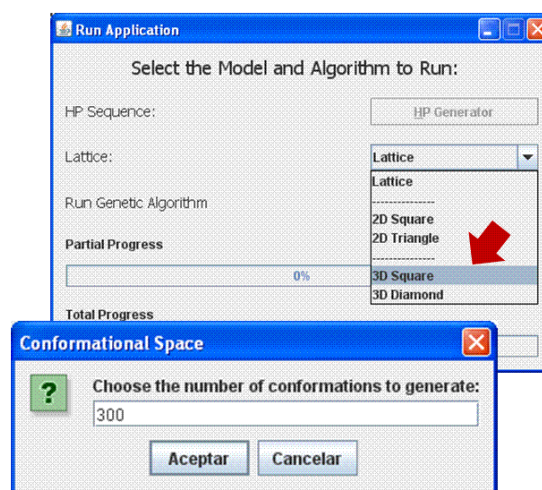 Run Application
Select the Model and Algorithm to Run:
HP Sequence:
HP Generator
Lattice:
Lattice
Lattice
---------------
2D Square
2D Triangle
---------------
3D Square
3D Diamond
Run Genetic Algorithm
Partial Progress
0%
Total Progress
Conformational Space
?
Choose the number of conformations to generate:
300
Aceptar
Cancelar